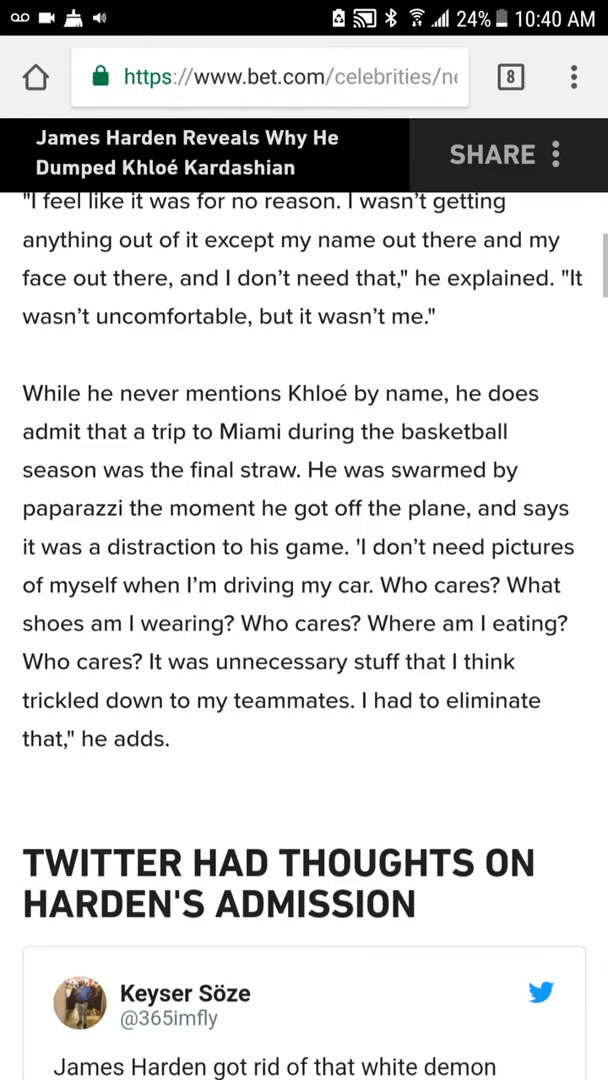 24% 10:40 AM
https://www.bet.com/celebrities/ne
8
James Harden Reveals Why He
Dumped Khloé Kardashian
SHARE
"I feel like it was for no reason. I wasn’t getting
anything out of it except my name out there and my
face out there, and I don’t need that," he explained. "It
wasn’t uncomfortable, but it wasn’t me."
While he never mentions Khloé by name, he does
admit that a trip to Miami during the basketball
season was the final straw. He was swarmed by
paparazzi the moment he got off the plane, and says
it was a distraction to his game. 'I don’t need pictures
of myself when I’m driving my car. Who cares? What
shoes am I wearing? Who cares? Where am I eating?
Who cares? It was unnecessary stuff that I think
trickled down to my teammates. I had to eliminate
that," he adds.
TWITTER HAD THOUGHTS ON
HARDEN'S ADMISSION
Keyser Söze
@365imfly
James Harden got rid of that white demon